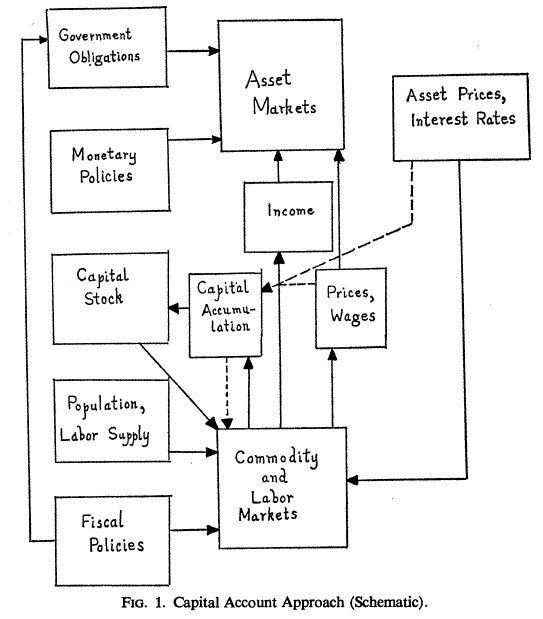 Government
Obligations
Asset
Markets
Asset Prices,
Interest Rates
Monetary
Policies
Income
Capital
Stock
Capital
Accumu-
lation
Prices,
Wages
Population,
Labor Supply
Commodity
and
Labor
Markets
Fiscal
Policies
FIG. 1. Capital Account Approach (Schematic).